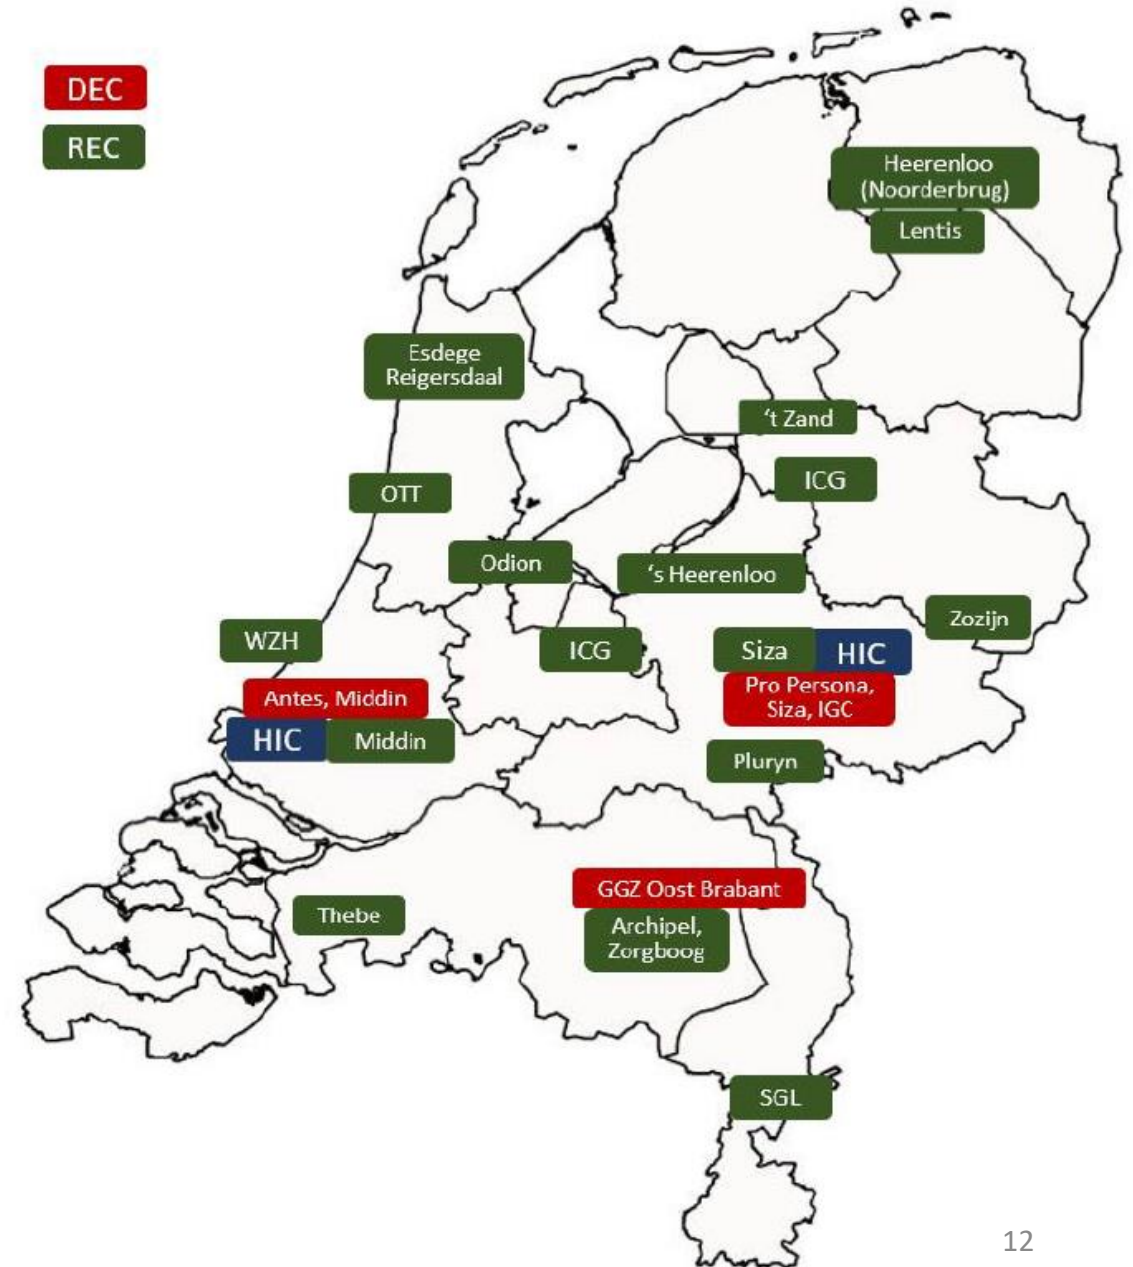 DEC
REC
Heerenloo
(Noorderbrug)
Lentis
Esdege
Reigersdaal
‘t Zand
ICG
OTT
Odion
‘s Heerenloo
Zozijn
WZH
ICG
Siza
HIC
Antes, Middin
Pro Persona,
Siza, IGC
HIC
Middin
Pluryn
GGZ Oost Brabant
Thebe
Archipel,
Zorgboog
SGL
12